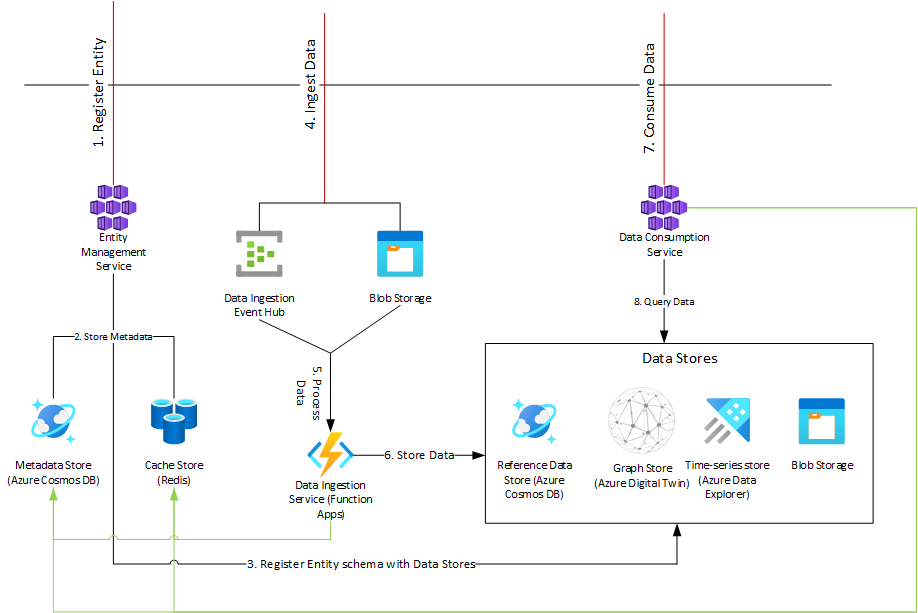 1. Register Entity
4. Ingest Data
7. Consume Data
Entity
Management
Service
Data Ingestion
Event Hub
Blob Storage
Data Consumption
Service
8. Query Data
2. Store Metadata
5. Process
Data
Data Stores
Metadata Store
(Azure Cosmos DB)
Cache Store
(Redis)
6. Store Data
Data Ingestion
Service (Function
Apps)
Reference Data
Store (Azure
Cosmos DB)
Graph Store
(Azure Digital Twin)
Time-series store
(Azure Data
Explorer)
Blob Storage
3. Register Entity schema with Data Stores